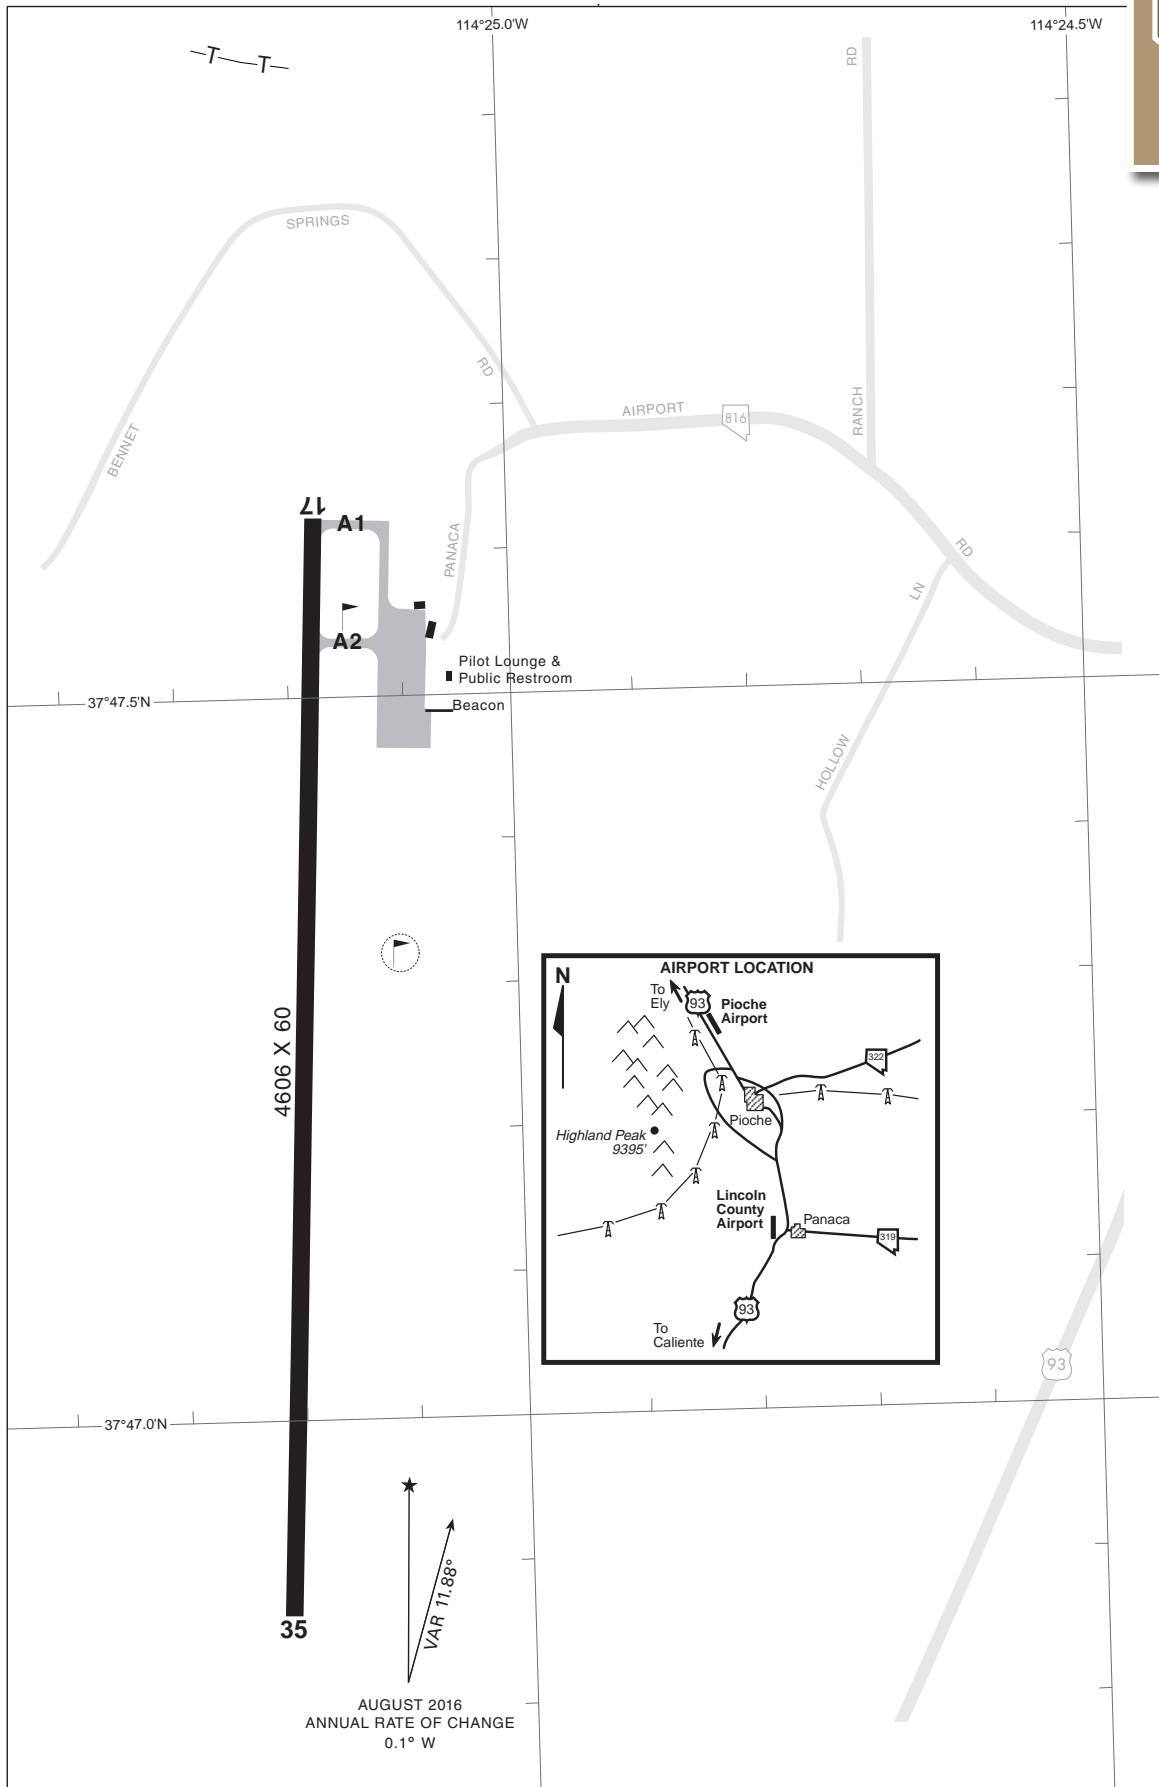 114°25.0'W
114°24.5'W
T T
RD
SPRINGS
RD
AIRPORT
816
RANCH
BENNET
17
A1
PANACA
RD
LN
A2
Pilot Lounge &
Public Restroom
37°47.5'N
Beacon
HOLLOW
4606 X 60
AIRPORT LOCATION
N
To
Ely
93
Pioche
Airport
322
Pioche
Highland Peak
9395'
Lincoln
County
Airport
Panaca
319
93
To
Caliente
93
37°47.0'N
VAR 11.88°
35
AUGUST 2016
ANNUAL RATE OF CHANGE
0.1° W